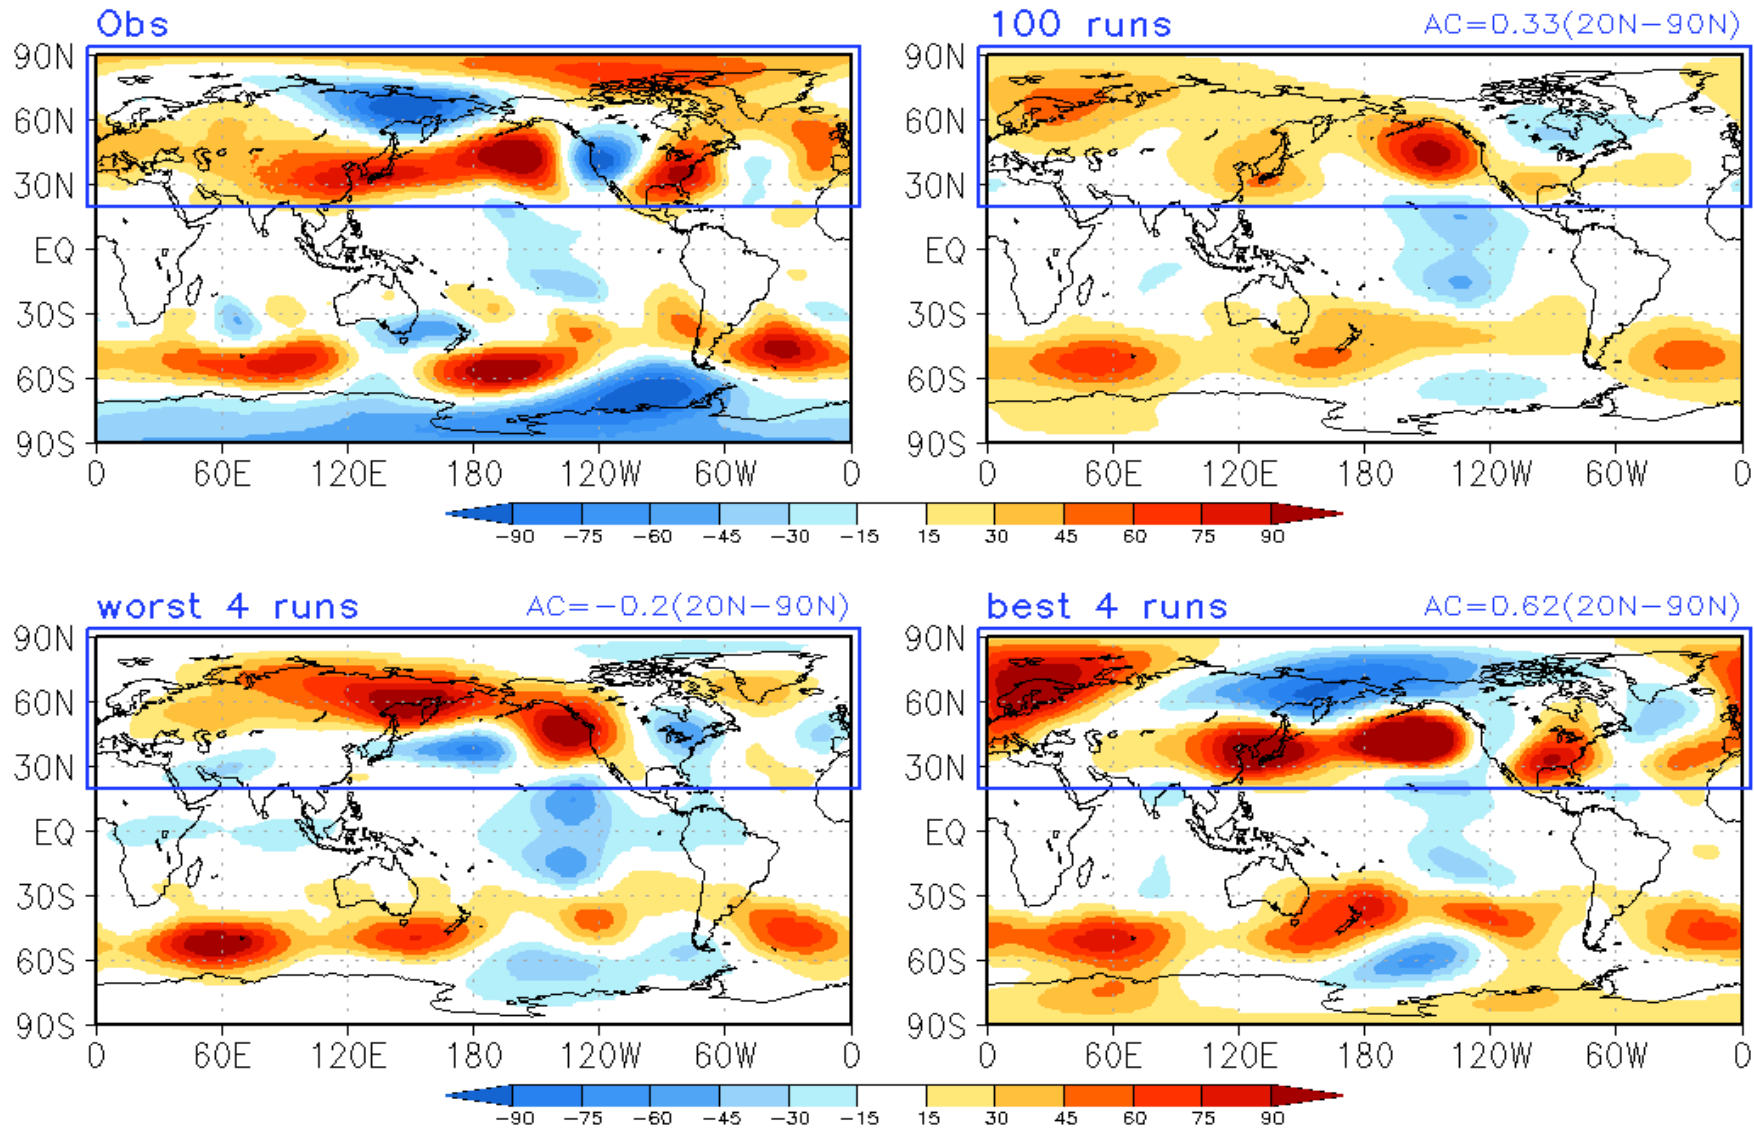 Obs
100 runs AC=0.33(20N-90N)
90N 90N
60N 60N
30N 30N
EQ EQ
30S 30S
60S 60S
90S 90S
0 60E 120E 180 120W 60W 0 0 60E 120E 180 120W 60W 0
-90 -75 -60 -45 -30 -15 15 30 45 60 75 90
worst 4 runs AC=-0.2(20N-90N) best 4 runs AC=0.62(20N-90N)
90N 90N
60N 60N
30N 30N
EQ EQ
30S 30S
60S 60S
90S 90S
0 60E 120E 180 120W 60W 0 0 60E 120E 180 120W 60W 0
-90 -75 -60 -45 -30 -15 15 30 45 60 75 90